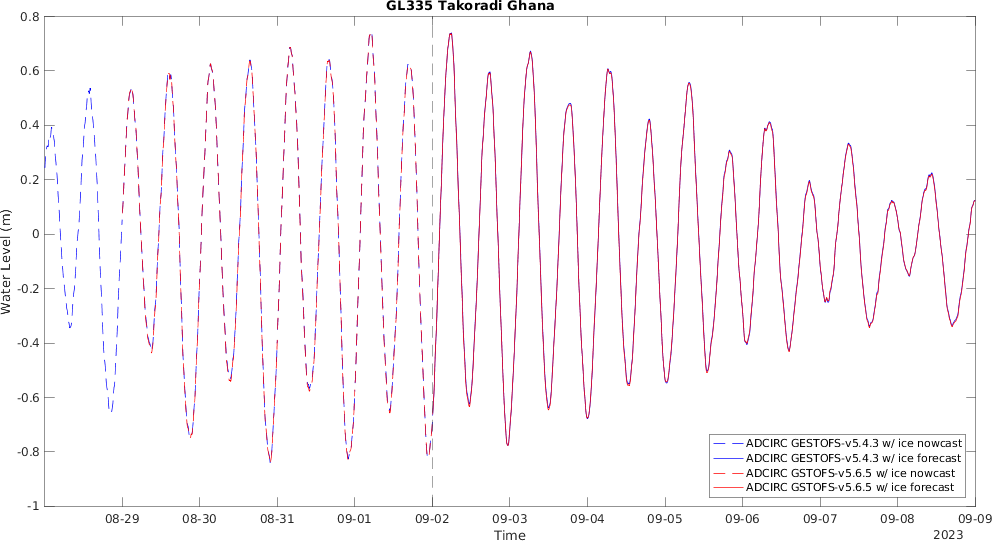 GL335 Takoradi Ghana
0.8
0.6
0.4
0.2
0
-0.2
-0.4
-0.6
-0.8
-1
Water Level (m)
ADCIRC GESTOFS-v5.4.3 w/ ice nowcast
ADCIRC GESTOFS-v5.4.3 w/ ice forecast
ADCIRC GSTOFS-v5.6.5 w/ ice nowcast
ADCIRC GSTOFS-v5.6.5 w/ ice forecast
08-29 08-30 08-31 09-01 09-02 09-03 09-04 09-05 09-06 09-07 09-08 09-09
Time
2023